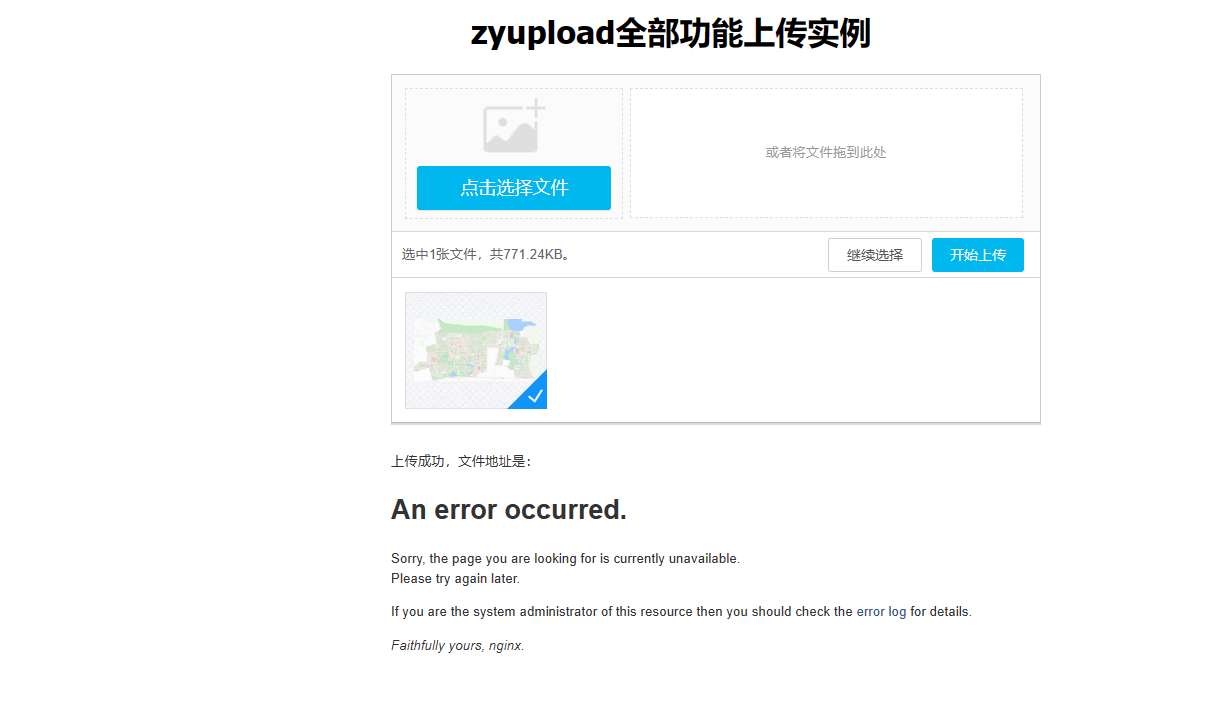 zyupload全部功能上传实例
点击选择文件
或者将文件拖到此处
选中1张文件，共771.24KB。
继续选择
开始上传
上传成功，文件地址是：
An error occurred.
Sorry, the page you are looking for is currently unavailable.
Please try again later.
If you are the system administrator of this resource then you should check the error log for details.
Faithfully yours, nginx.